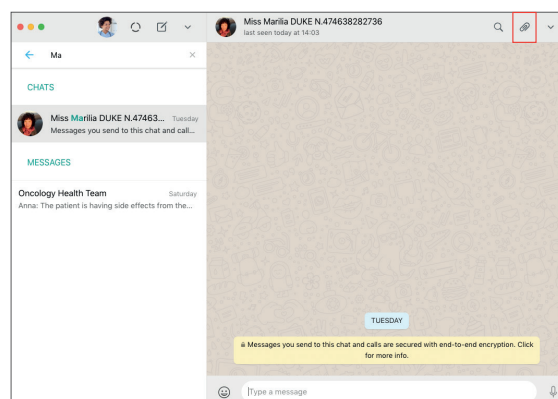 Ma
CHATS
Miss Marilia DUKE N.47463... Tuesday
Messages you send to this chat and call...
MESSAGES
Oncology Health Team Saturday
Anna: The patient is having side effects from the...
Miss Marilia DUKE N.474638282736
last seen today at 14:03
TUESDAY
Messages you send to this chat and calls are secured with end-to-end encryption. Click
for more info.
Type a message